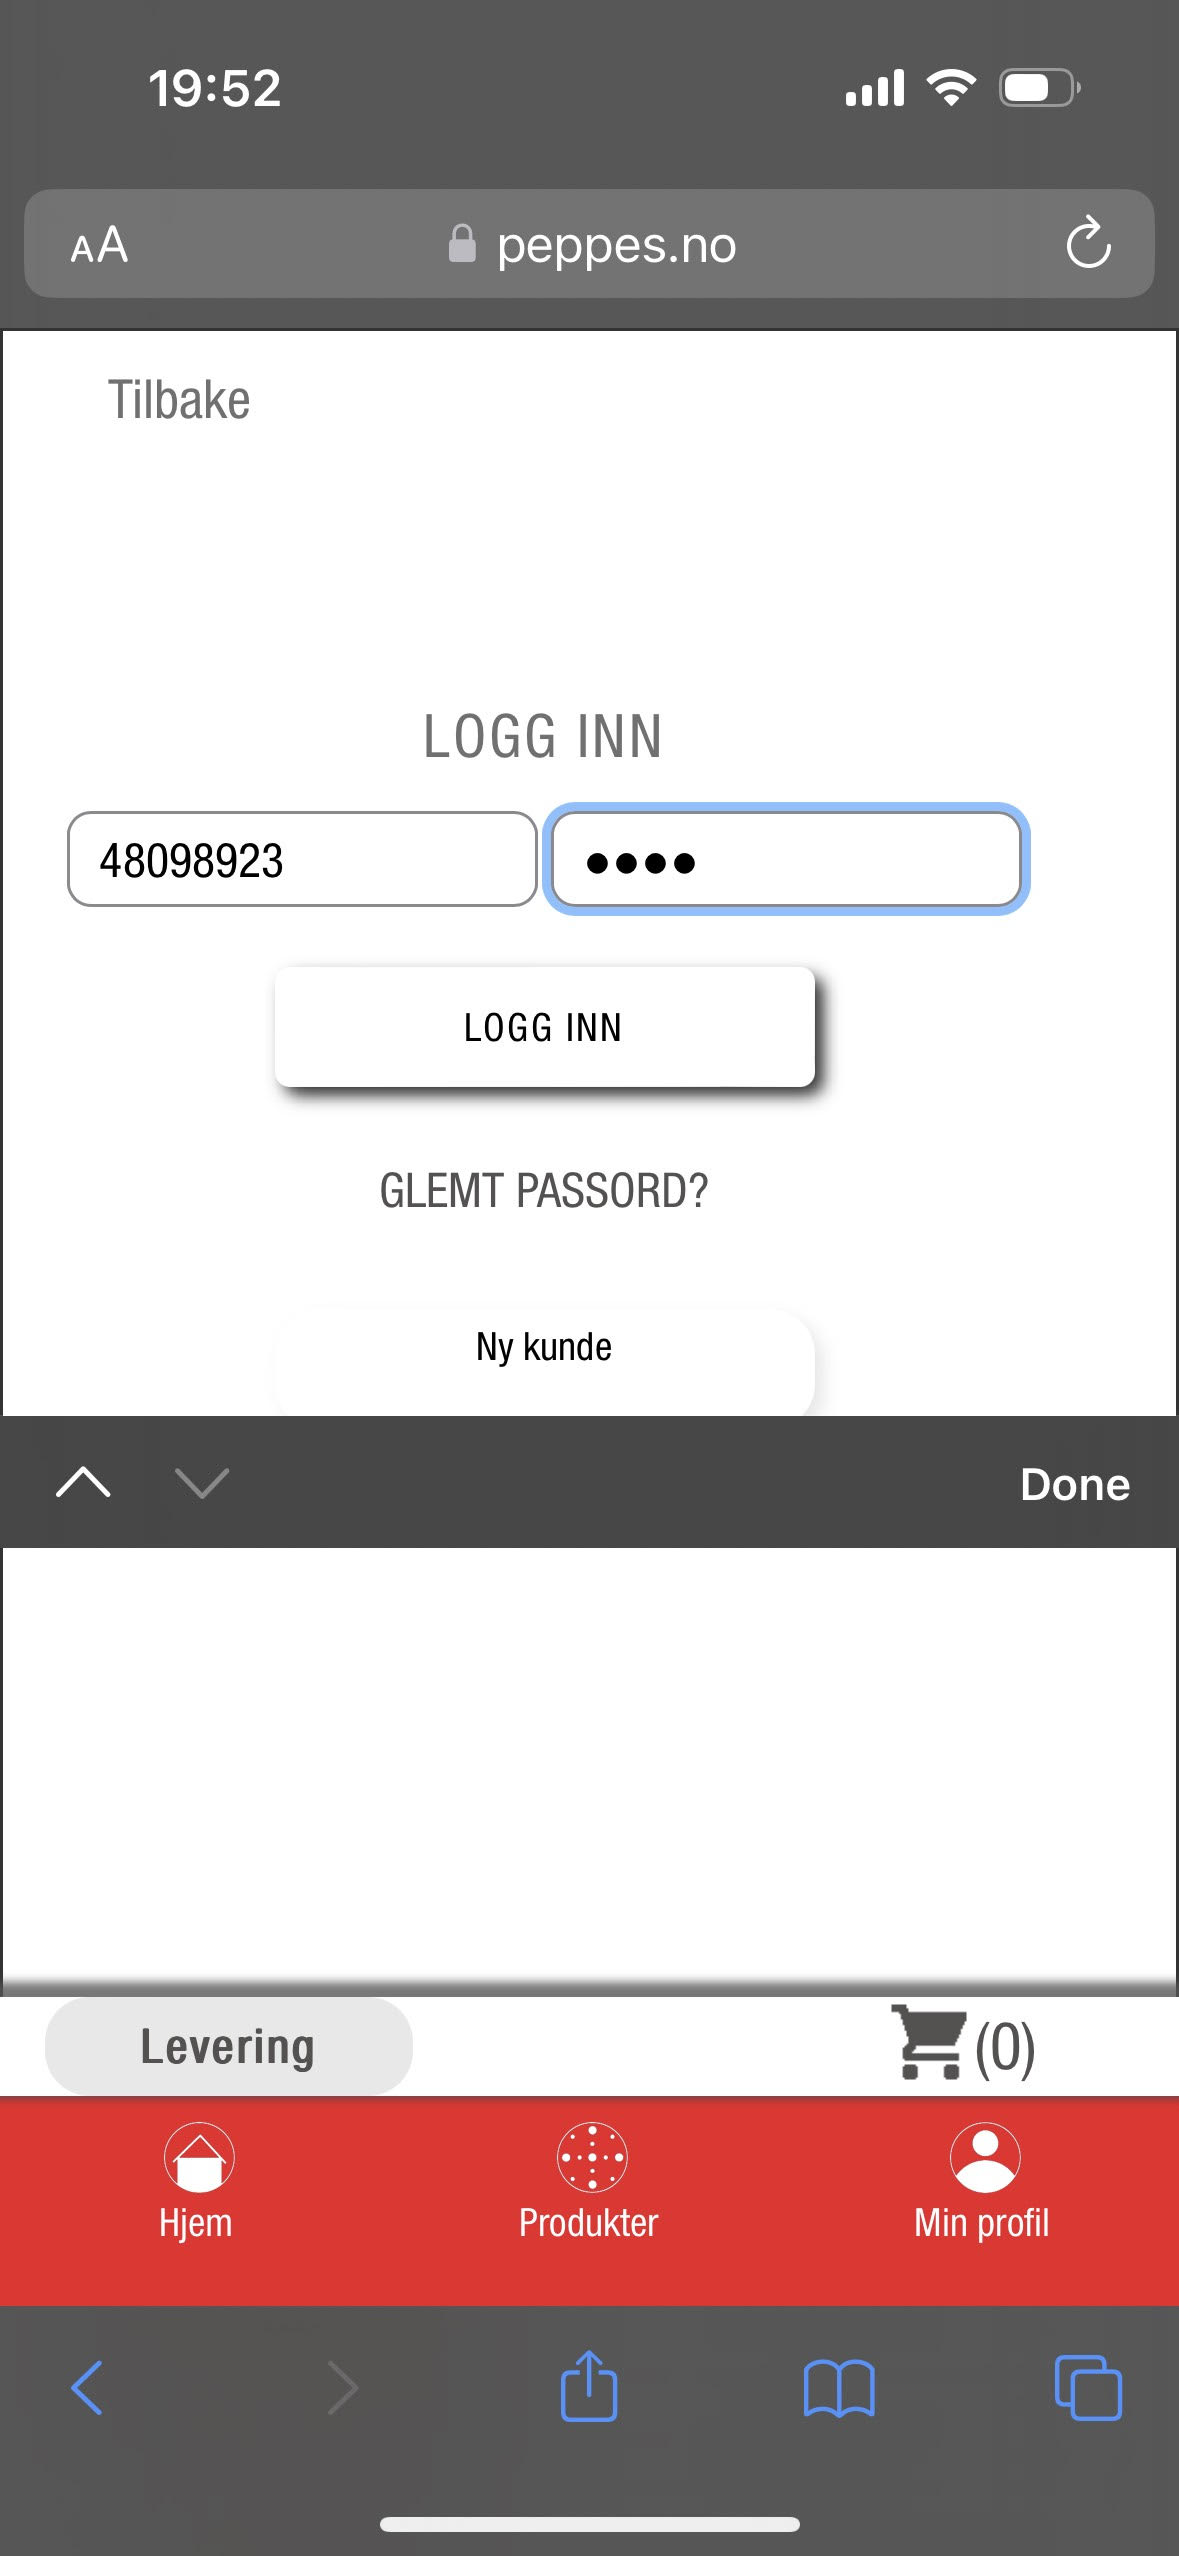 19:52
AA
peppes.no
Tilbake
LOGG INN
48098923
••••
LOGG INN
GLEMT PASSORD?
Ny kunde
Done
Levering
(0)
Hjem
Produkter
Min profil